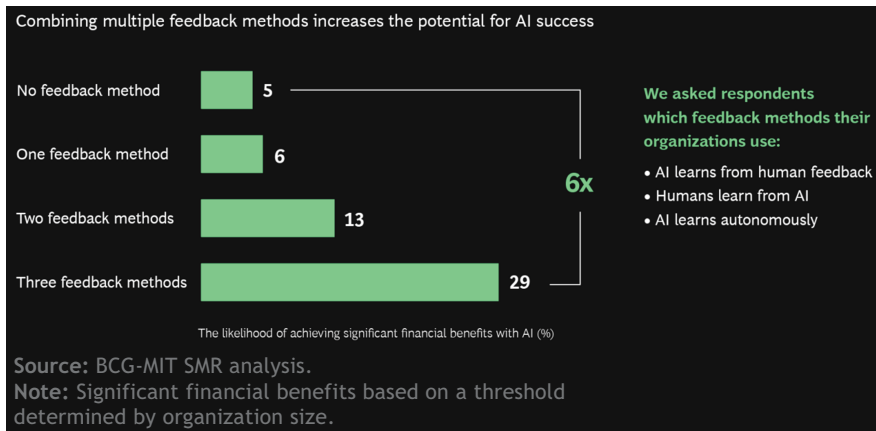 Combining multiple feedback methods increases the potential for AI success
No feedback method
5
One feedback method
6
Two feedback methods
13
Three feedback methods
29
6x
The likelihood of achieving significant financial benefits with AI (%)
We asked respondents
which feedback methods their
organizations use:
• AI learns from human feedback
• Humans learn from AI
• AI learns autonomously
Source: BCG-MIT SMR analysis.
Note: Significant financial benefits based on a threshold
determined by organization size.